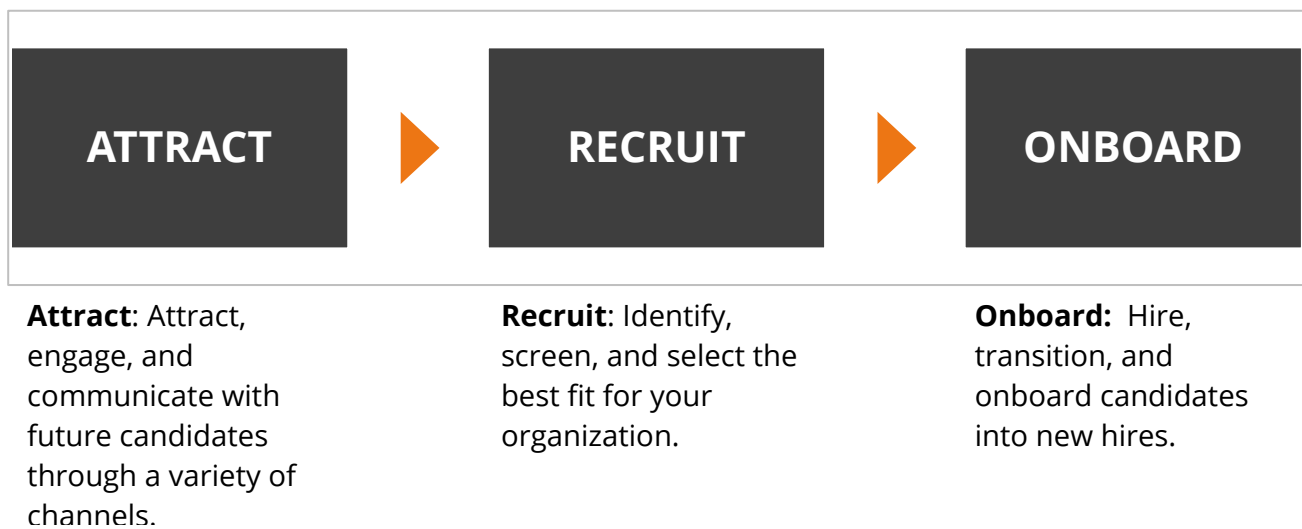 ATTRACT
RECRUIT
ONBOARD
Attract: Attract,
engage, and
communicate with
future candidates
through a variety of
channels.
Recruit: Identify,
screen, and select the
best fit for your
organization.
Onboard:  Hire,
transition, and
onboard candidates
into new hires.